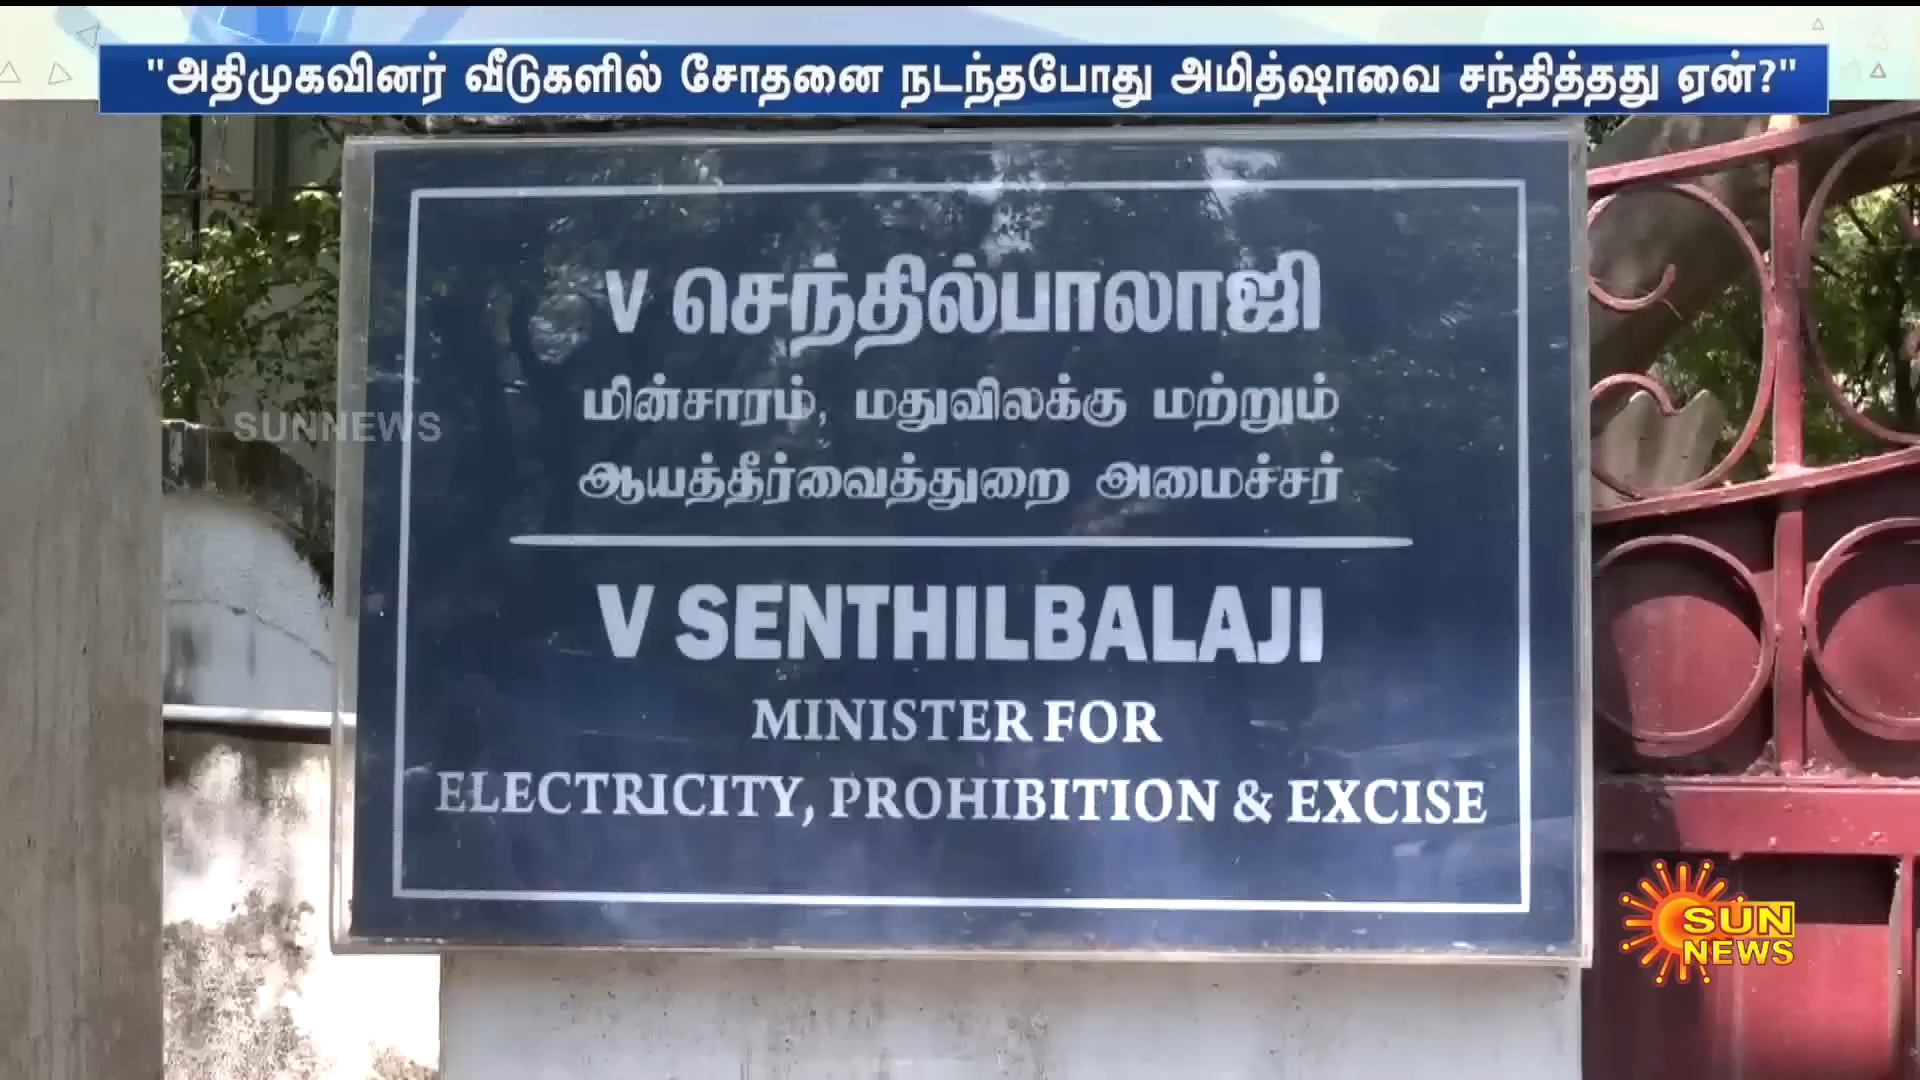 "அதிமுகவினர் வீடுகளில் சோதனை நடந்தபோது அமித்ஷாவை சந்தித்தது ஏன்?"
V செந்தில்பாலாஜி
மின்சாரம், மதுவிலக்கு மற்றும்
ஆயத்தீர்வைத்துறை அமைச்சர்
SUNNEWS
V SENTHILBALAJI
MINISTER FOR
ELECTRICITY, PROHIBITION & EXCISE
SUN
NEWS